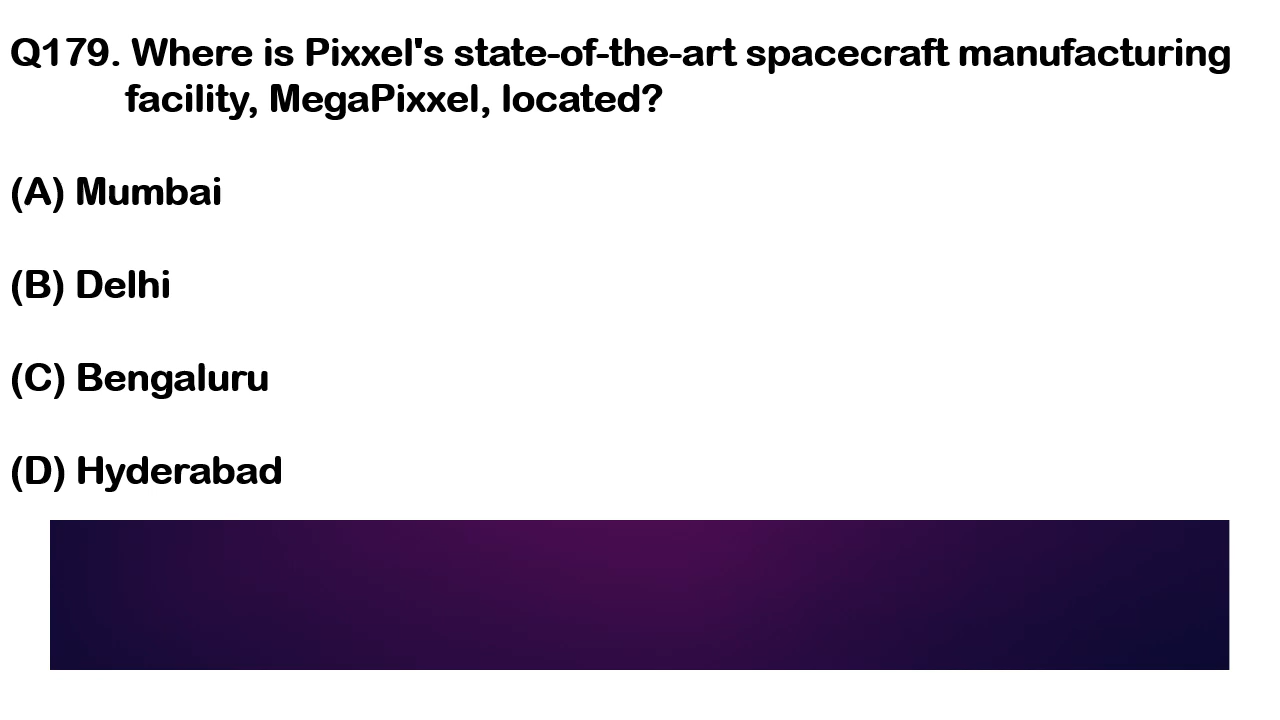 Q179. Where is Pixxel's state-of-the-art spacecraft manufacturing
facility, MegaPixxel, located?
(A) Mumbai
(B) Delhi
(C) Bengaluru
(D) Hyderabad